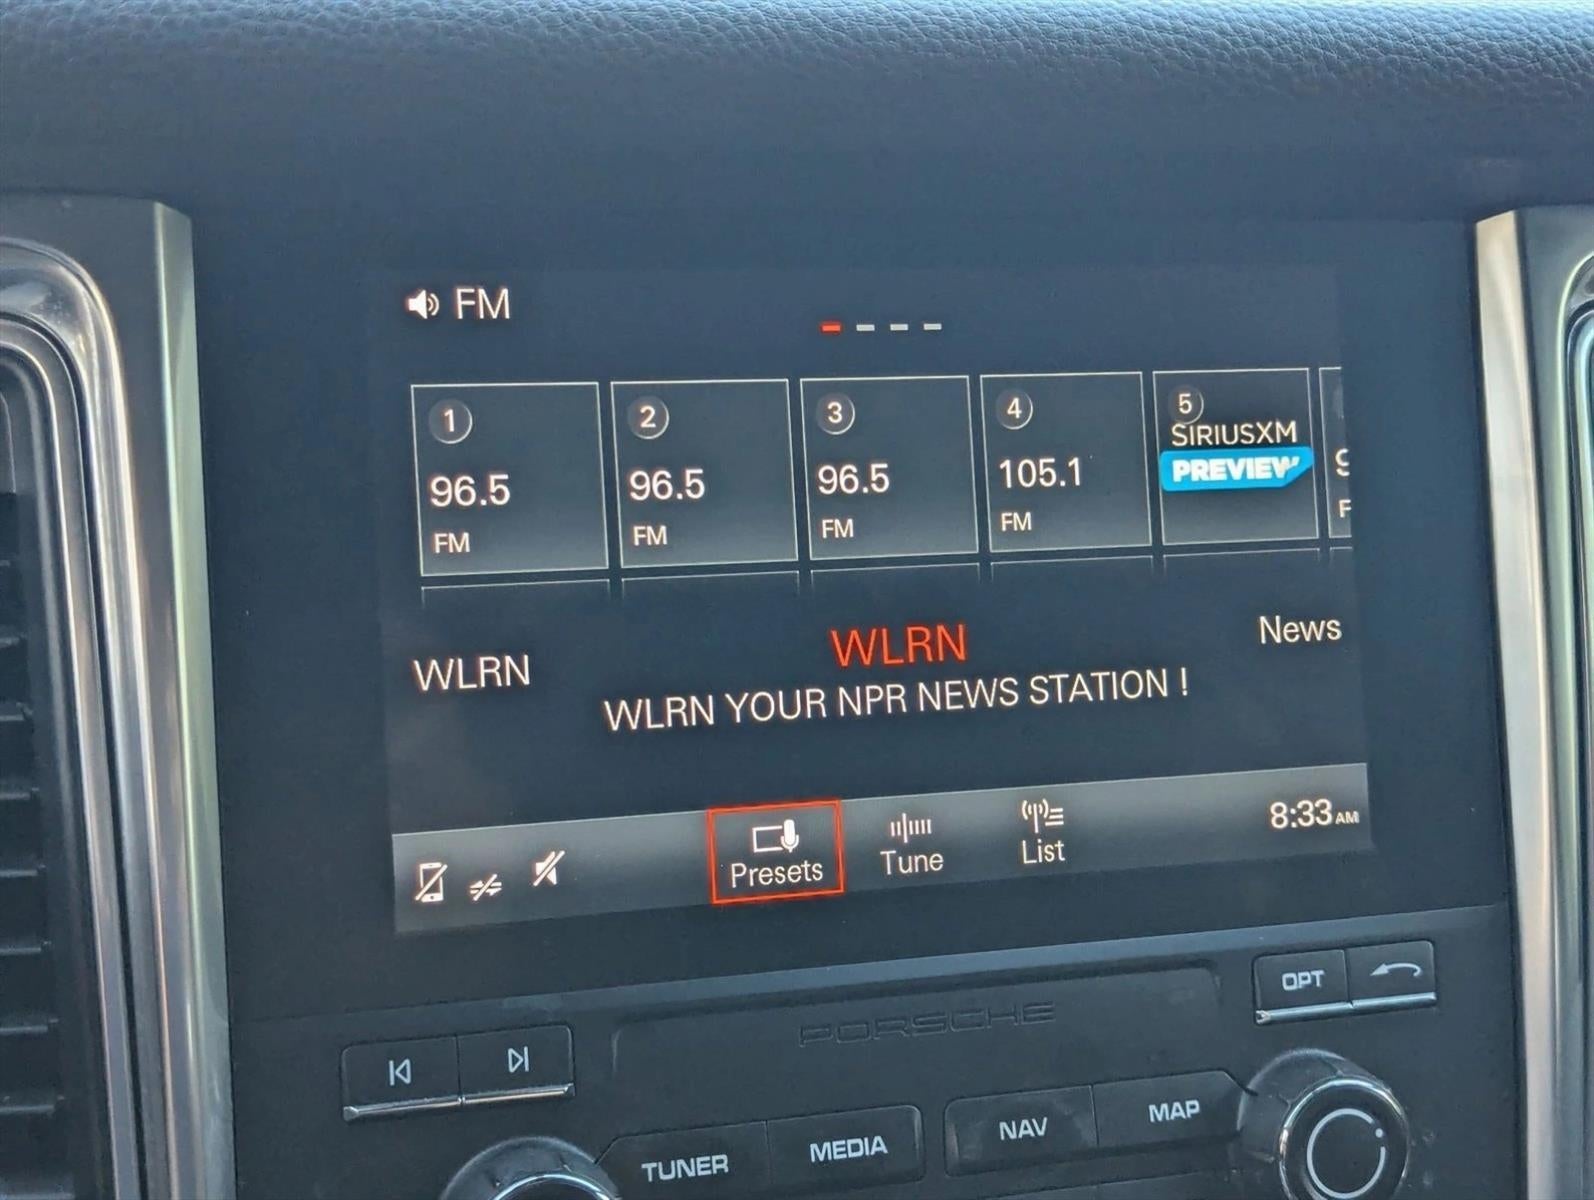 FM
1 2 3 4 5
SIRIUSXM
PREVIEW
96.5 96.5 96.5 105.1
FM FM FM FM
WLRN WLRN News
WLRN YOUR NPR NEWS STATION !
Presets Tune List 8:33 AM
OPT
PORSCHE
TUNER MEDIA NAV MAP